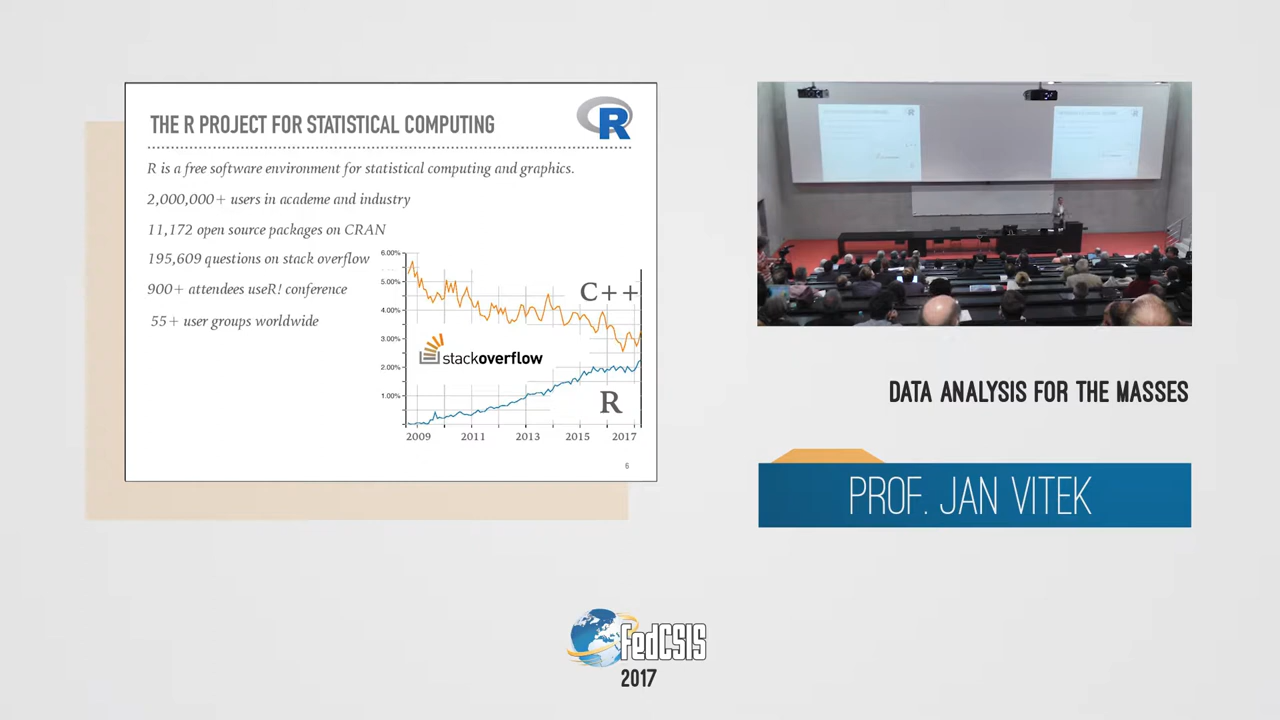 THE R PROJECT FOR STATISTICAL COMPUTING
R
R is a free software environment for statistical computing and graphics.
2,000,000+ users in academe and industry
11,172 open source packages on CRAN
195,609 questions on stack overflow
900+ attendees useR! conference
55+ user groups worldwide
6.00%
5.00%
4.00%
3.00%
2.00%
1.00%
C++
stackoverflow
R
2009 2011 2013 2015 2017
6
DATA ANALYSIS FOR THE MASSES
PROF. JAN VITEK
FedCSIS
2017